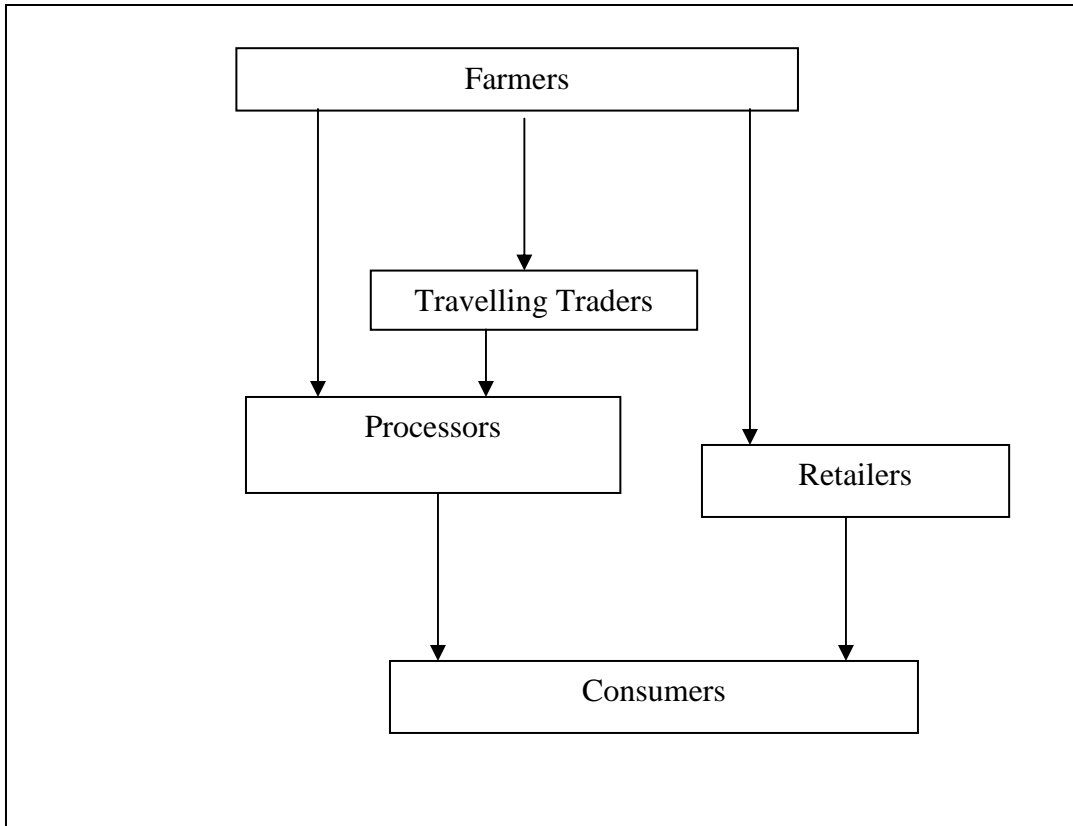 Farmers
Travelling Traders
Processors
Retailers
Consumers